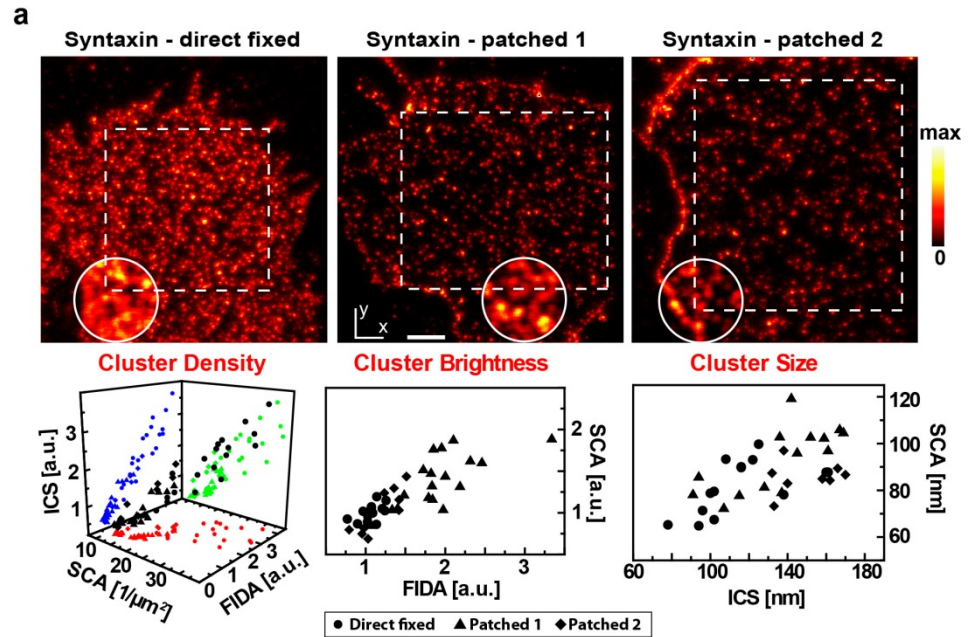 a
Syntaxin - direct fixed
Syntaxin - patched 1
Syntaxin - patched 2
max
0
y
x
Cluster Density
Cluster Brightness
Cluster Size
ICS [a.u.]
3
2
1
10
20
30
SCA [1/µm²]
0
1
2
3
FIDA [a.u.]
2
1
SCA [a.u.]
1
2
3
FIDA [a.u.]
120
100
80
60
SCA [nm]
60
100
140
180
ICS [nm]
Direct fixed
Patched 1
Patched 2